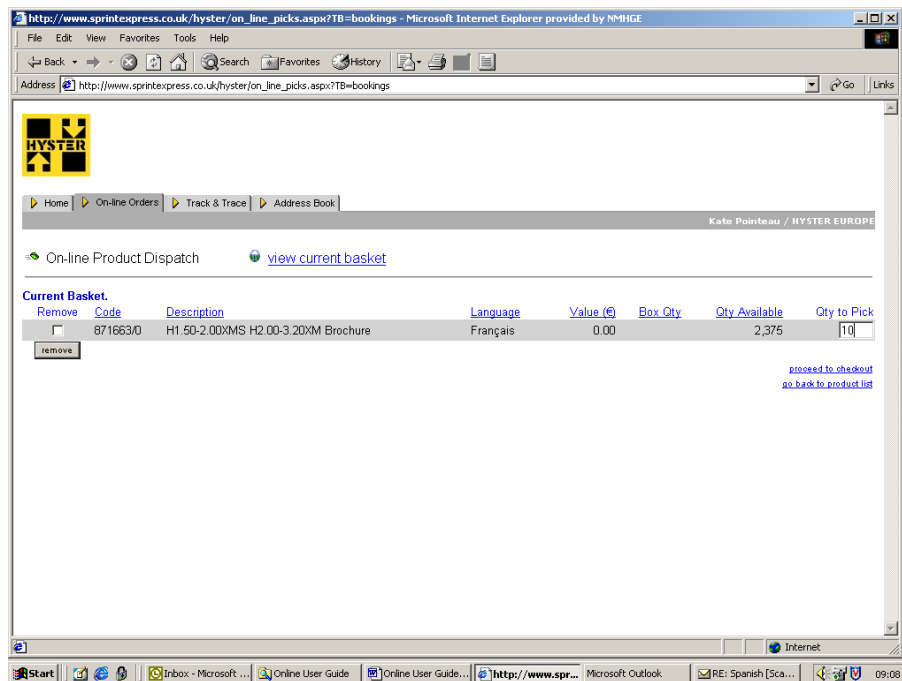 http://www.sprintexpress.co.uk/hyster/on_line_picks.aspx?TB=bookings - Microsoft Internet Explorer provided by NMHGE
File Edit View Favorites Tools Help
Back Search Favorites History
Address http://www.sprintexpress.co.uk/hyster/on_line_picks.aspx?TB=bookings Go Links
HYSTER
Home On-line Orders Track & Trace Address Book
Kate Pointeau / HYSTER EUROPE
On-line Product Dispatch view current basket
Current Basket.
Remove Code Description Language Value (€) Box Qty Qty Available Qty to Pick
871663/0 H1.50-2.00XMS H2.00-3.20XM Brochure Français 0.00 2,375 10
remove
proceed to checkout
go back to product list
Internet
Start Inbox - Microsoft ... Online User Guide Online User Guide... http://www.spr... Microsoft Outlook RE: Spanish [Sca... 09:08